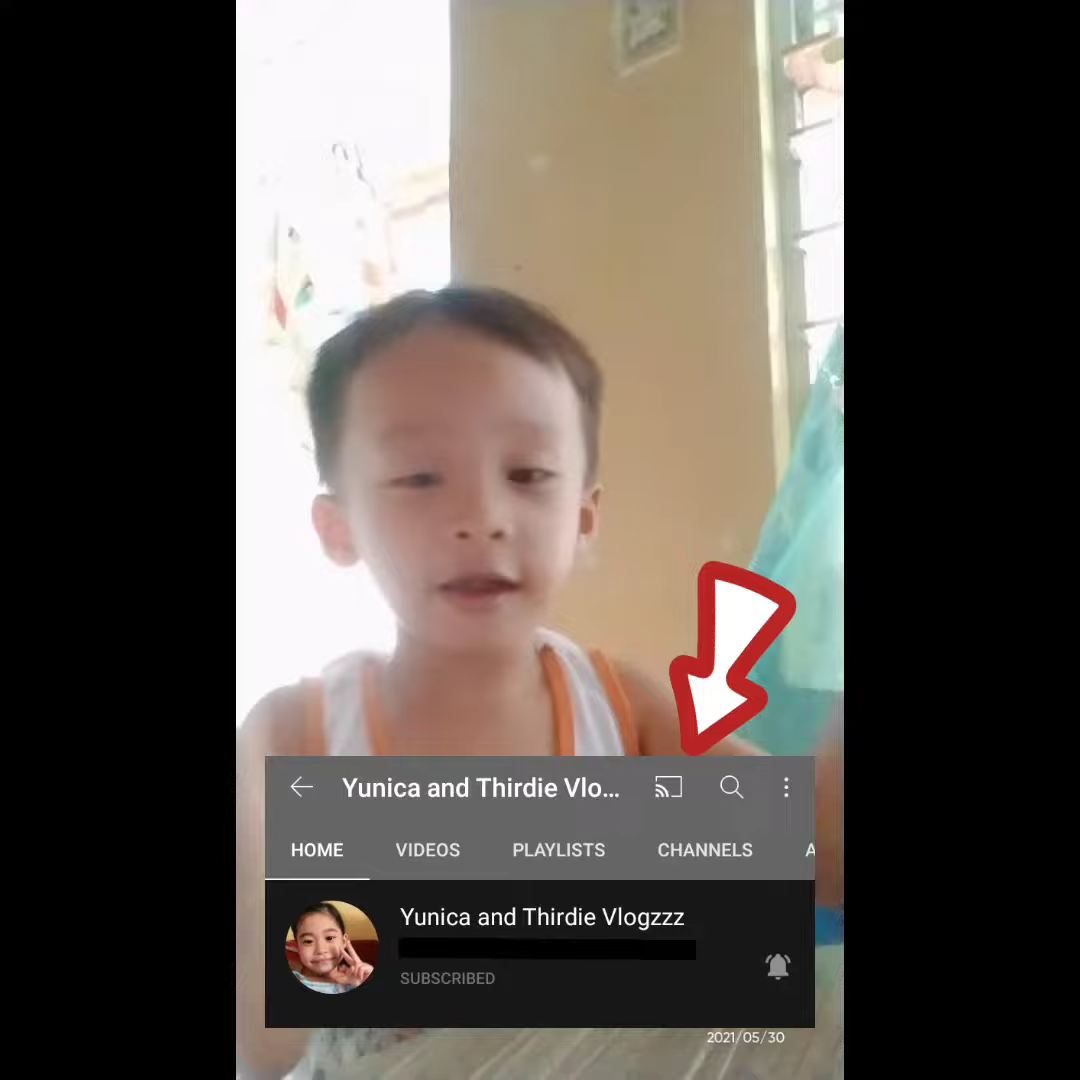 Yunica and Thirdie Vlo...
HOME VIDEOS PLAYLISTS CHANNELS A
Yunica and Thirdie Vlogzzz
SUBSCRIBED
2021/05/30